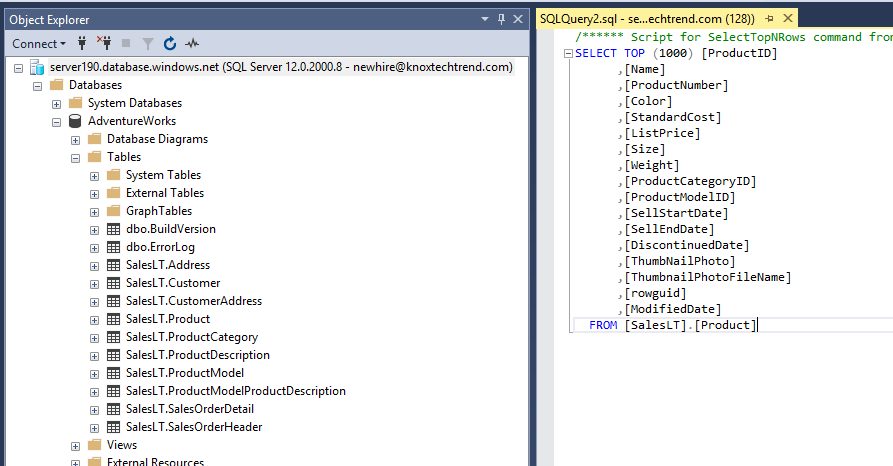 Object Explorer
Connect
server190.database.windows.net (SQL Server 12.0.2000.8 - newhire@knoxtechtrend.com)
Databases
System Databases
AdventureWorks
Database Diagrams
Tables
System Tables
External Tables
GraphTables
dbo.BuildVersion
dbo.ErrorLog
SalesLT.Address
SalesLT.Customer
SalesLT.CustomerAddress
SalesLT.Product
SalesLT.ProductCategory
SalesLT.ProductDescription
SalesLT.ProductModel
SalesLT.ProductModelProductDescription
SalesLT.SalesOrderDetail
SalesLT.SalesOrderHeader
Views
External Resources
SQLQuery2.sql - se...echtrend.com (128))
/****** Script for SelectTopNRows command from
SELECT TOP (1000) [ProductID]
,[Name]
,[ProductNumber]
,[Color]
,[StandardCost]
,[ListPrice]
,[Size]
,[Weight]
,[ProductCategoryID]
,[ProductModelID]
,[SellStartDate]
,[SellEndDate]
,[DiscontinuedDate]
,[ThumbNailPhoto]
,[ThumbnailPhotoFileName]
,[rowguid]
,[ModifiedDate]
FROM [SalesLT].[Product]